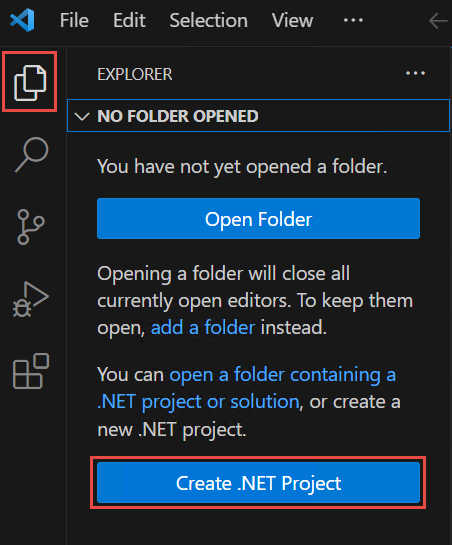 File Edit Selection View ...
EXPLORER ...
NO FOLDER OPENED
You have not yet opened a folder.
Open Folder
Opening a folder will close all
currently open editors. To keep them
open, add a folder instead.
You can open a folder containing a
.NET project or solution, or create a
new .NET project.
Create .NET Project